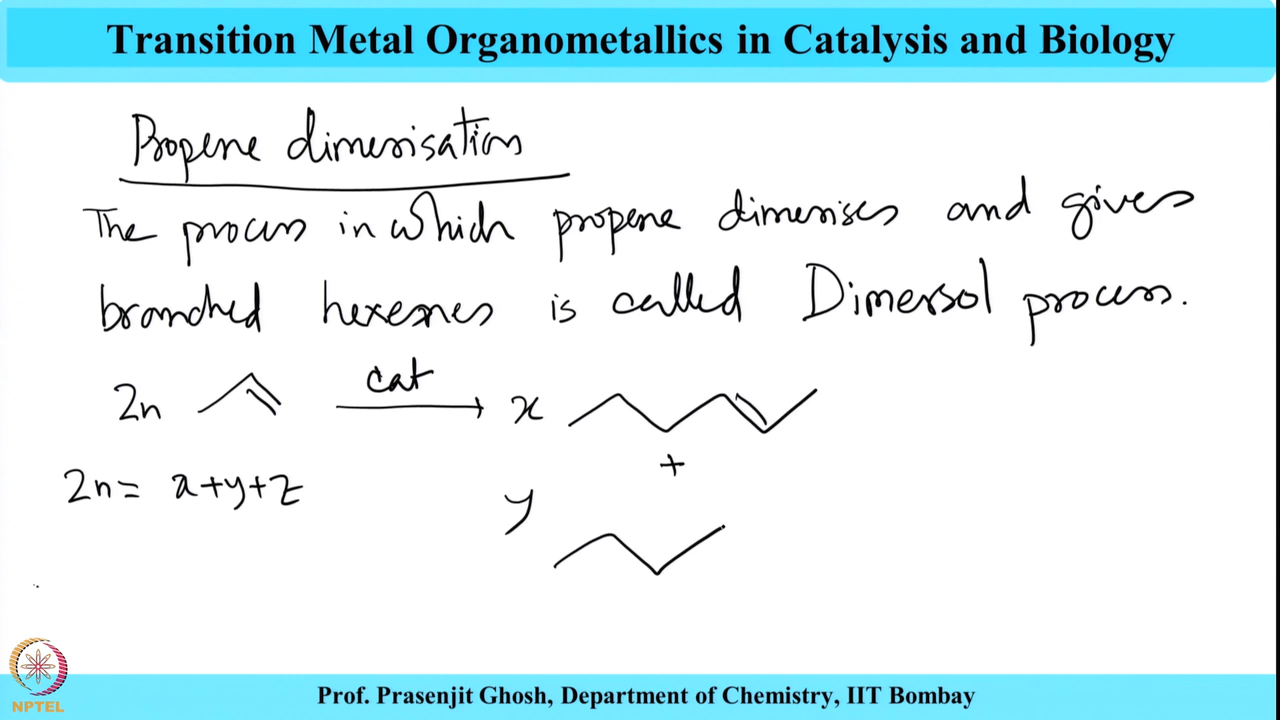 Transition Metal Organometallics in Catalysis and Biology
Propene dimerisation
The process in which propene dimerises and gives
branched hexenes is called Dimersol process.
2n cat x
+
2n= x+y+z
y
NPTEL
Prof. Prasenjit Ghosh, Department of Chemistry, IIT Bombay